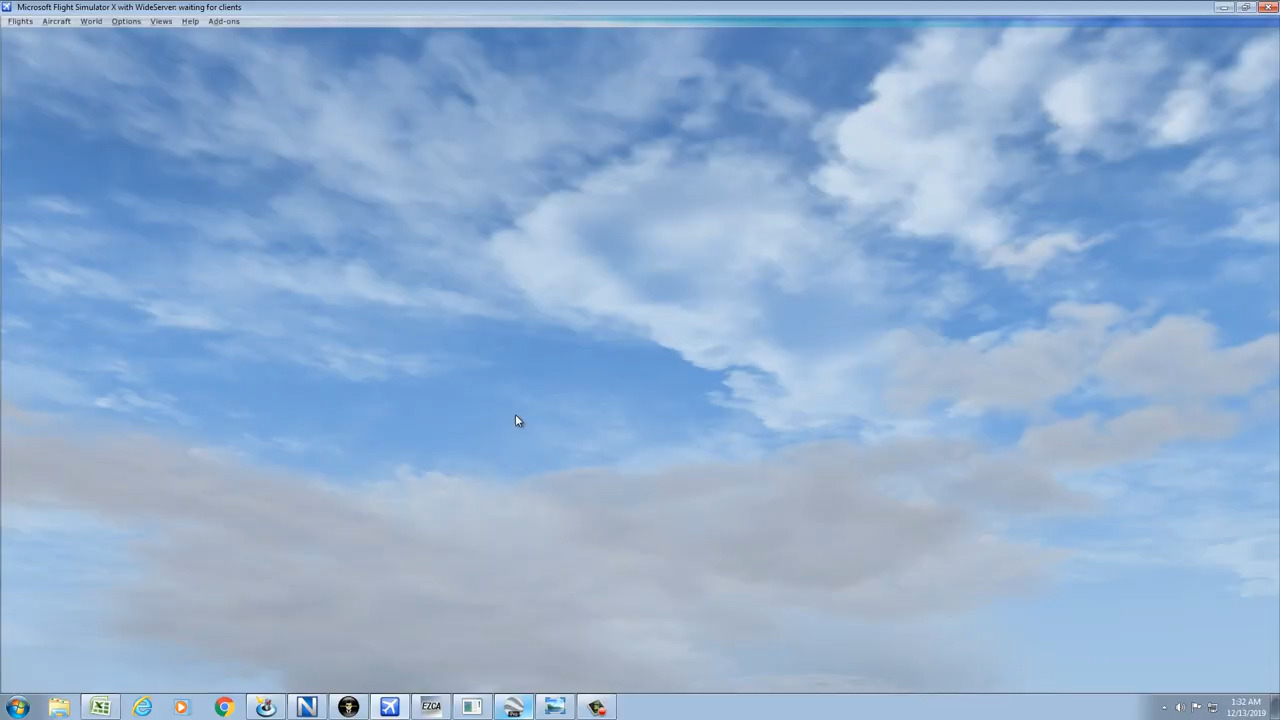 Microsoft Flight Simulator X with WideServer: waiting for clients
Flights Aircraft World Options Views Help Add-ons
EZCA
1:32 AM
12/13/2019